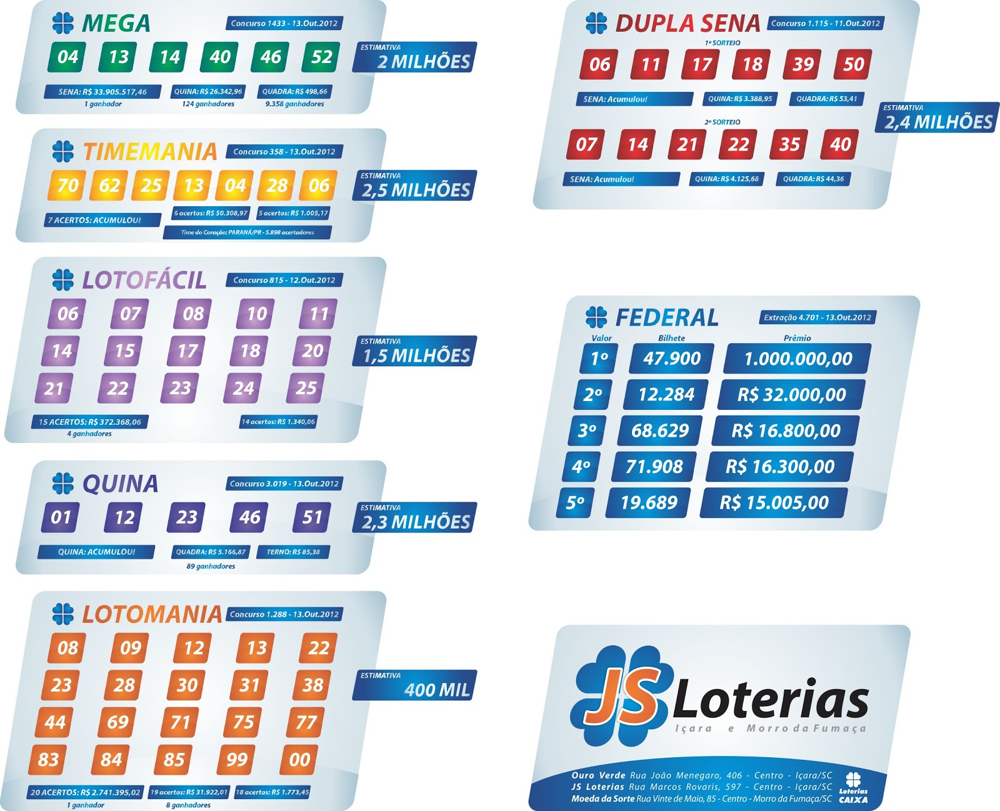 MEGA
Concurso 1433 - 13.Out.2012
04 13 14 40 46 52
ESTIMATIVA
2 MILHÕES
SENA: R$ 33.905.517,46 QUINA: R$ 26.342,96 QUADRA: R$ 498,66
1 ganhador 124 ganhadores 9.358 ganhadores
TIMEMANIA
Concurso 358 - 13.Out.2012
70 62 25 13 04 28 06
ESTIMATIVA
2,5 MILHÕES
7 ACERTOS: ACUMULOU! 6 acertos: R$ 50.308,97 5 acertos: R$ 1.005,17
Time do Coração: PARANÁ/PR - 5.898 acertadores
LOTOFÁCIL
Concurso 815 - 12.Out.2012
06 07 08 10 11
14 15 17 18 20
21 22 23 24 25
ESTIMATIVA
1,5 MILHÕES
15 ACERTOS: R$ 372.368,06 14 acertos: R$ 1.340,06
4 ganhadores
QUINA
Concurso 3.019 - 13.Out.2012
01 12 23 46 51
ESTIMATIVA
2,3 MILHÕES
QUINA: ACUMULOU! QUADRA: R$ 5.166,87 TERNO: R$ 85,38
89 ganhadores
LOTOMANIA
Concurso 1.288 - 13.Out.2012
08 09 12 13 22
23 28 30 31 38
44 69 71 75 77
83 84 85 99 00
ESTIMATIVA
400 MIL
20 ACERTOS: R$ 2.741.395,02 19 acertos: R$ 31.922,01 18 acertos: R$ 1.773,45
1 ganhador 8 ganhadores
DUPLA SENA
Concurso 1.115 - 11.Out.2012
1º SORTEIO
06 11 17 18 39 50
SENA: Acumulou! QUINA: R$ 3.388,95 QUADRA: R$ 53,41
ESTIMATIVA
2,4 MILHÕES
2º SORTEIO
07 14 21 22 35 40
SENA: Acumulou! QUINA: R$ 4.125,68 QUADRA: R$ 44,36
FEDERAL
Extração 4.701 - 13.Out.2012
Valor Bilhete Prêmio
1º 47.900 1.000.000,00
2º 12.284 R$ 32.000,00
3º 68.629 R$ 16.800,00
4º 71.908 R$ 16.300,00
5º 19.689 R$ 15.005,00
JS Loterias
Içara e Morro da Fumaça
Ouro Verde Rua João Menegaro, 406 - Centro - Içara/SC
JS Loterias Rua Marcos Rovaris, 597 - Centro - Içara/SC
Moeda da Sorte Rua Vinte de Maio, 85 - Centro - Morro da Fumaça/SC
Loterias
CAIXA